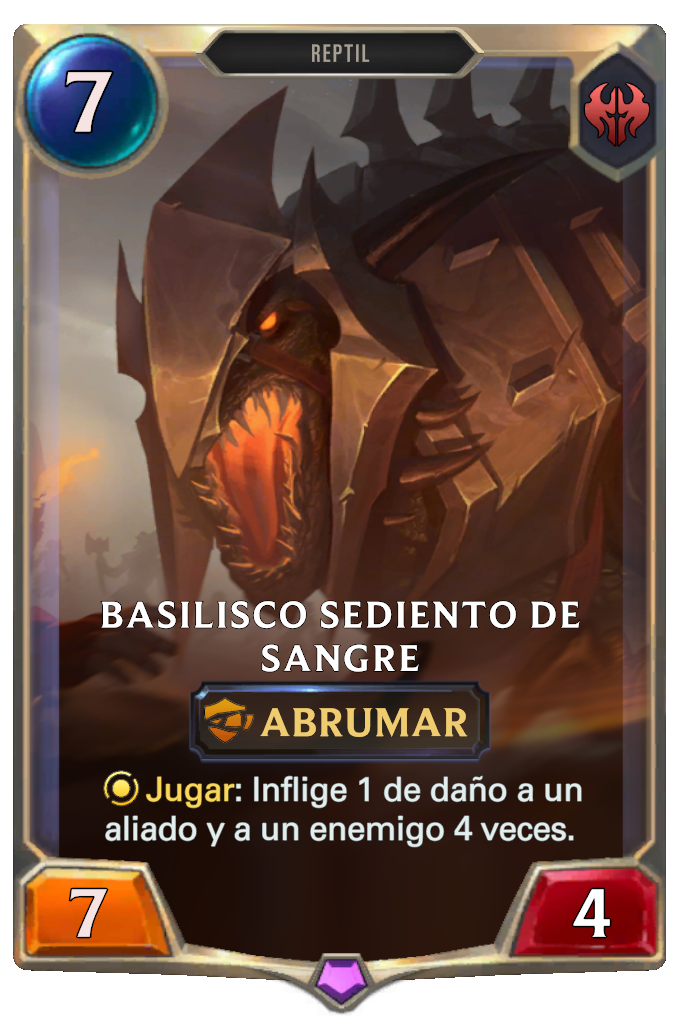 7
REPTIL
BASILISCO SEDIENTO DE
SANGRE
ABRUMAR
Jugar: Inflige 1 de daño a un
aliado y a un enemigo 4 veces.
7
4